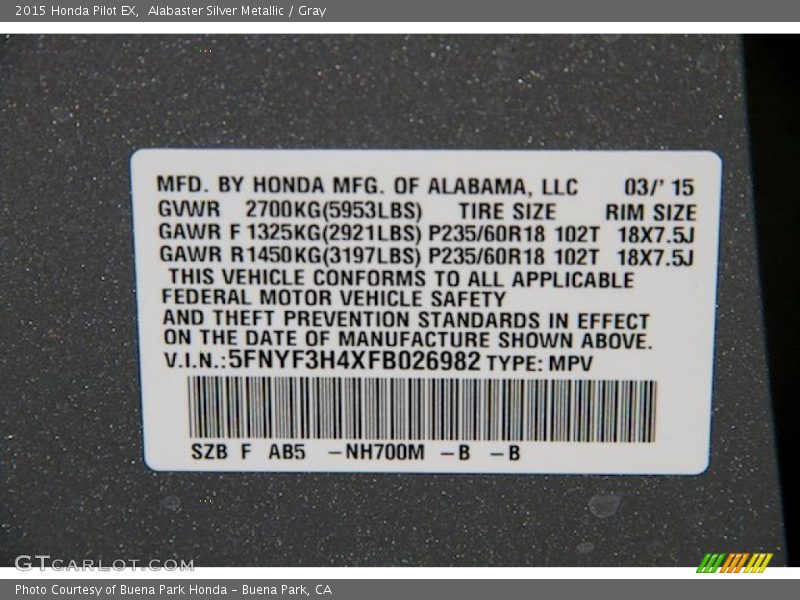 2015 Honda Pilot EX, Alabaster Silver Metallic / Gray
MFD. BY HONDA MFG. OF ALABAMA, LLC 03/' 15
GVWR 2700KG(5953LBS) TIRE SIZE RIM SIZE
GAWR F 1325KG(2921LBS) P235/60R18 102T 18X7.5J
GAWR R 1450KG(3197LBS) P235/60R18 102T 18X7.5J
THIS VEHICLE CONFORMS TO ALL APPLICABLE
FEDERAL MOTOR VEHICLE SAFETY
AND THEFT PREVENTION STANDARDS IN EFFECT
ON THE DATE OF MANUFACTURE SHOWN ABOVE.
V.I.N.:5FNYF3H4XFB026982 TYPE: MPV
SZB F AB5 -NH700M -B -B
GTCARLOT.COM
Photo Courtesy of Buena Park Honda - Buena Park, CA